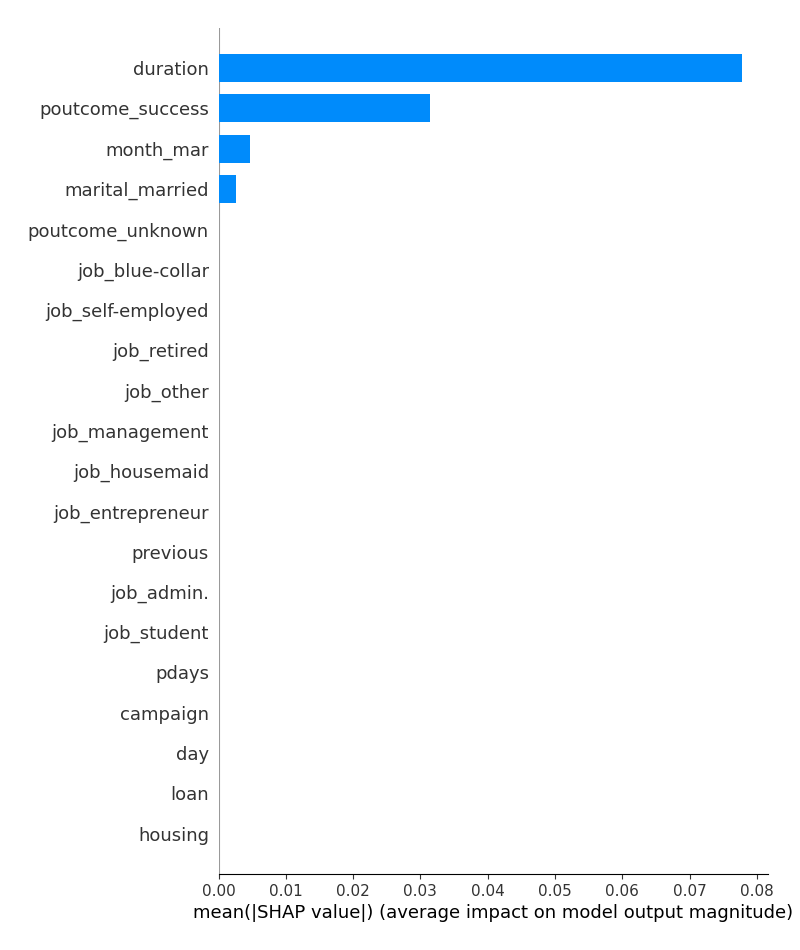 duration
poutcome_success
month_mar
marital_married
poutcome_unknown
job_blue-collar
job_self-employed
job_retired
job_other
job_management
job_housemaid
job_entrepreneur
previous
job_admin.
job_student
pdays
campaign
day
loan
housing
0.00 0.01 0.02 0.03 0.04 0.05 0.06 0.07 0.08
mean(|SHAP value|) (average impact on model output magnitude)